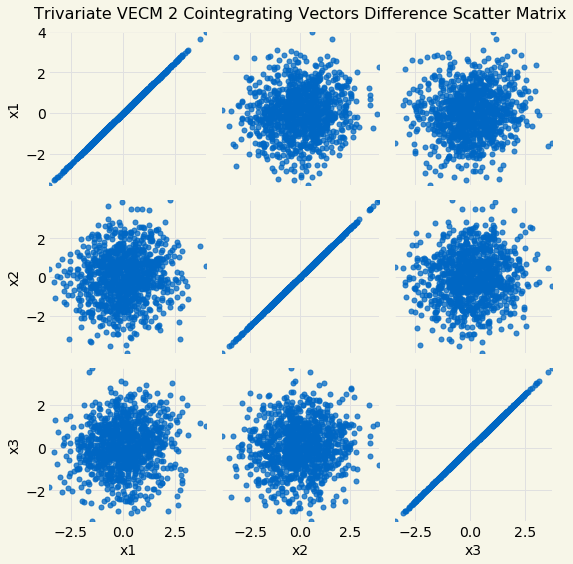 Trivariate VECM 2 Cointegrating Vectors Difference Scatter Matrix
4
2
0
−2
x1
2
0
−2
x2
2
0
−2
x3
−2.5 0.0 2.5 −2.5 0.0 2.5 −2.5 0.0 2.5
x1 x2 x3